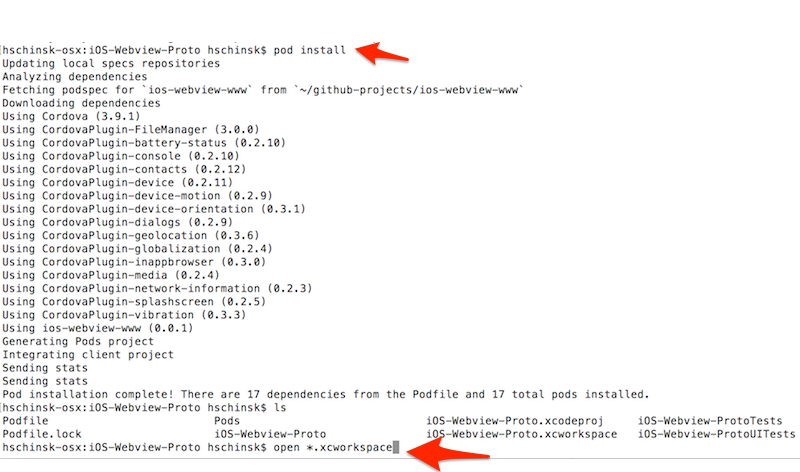 hschinsk-osx:iOS-Webview-Proto hschinsk$ pod install
Updating local specs repositories
Analyzing dependencies
Fetching podspec for `ios-webview-www` from `~/github-projects/ios-webview-www`
Downloading dependencies
Using Cordova (3.9.1)
Using CordovaPlugin-FileManager (3.0.0)
Using CordovaPlugin-battery-status (0.2.10)
Using CordovaPlugin-console (0.2.10)
Using CordovaPlugin-contacts (0.2.12)
Using CordovaPlugin-device (0.2.11)
Using CordovaPlugin-device-motion (0.2.9)
Using CordovaPlugin-device-orientation (0.3.1)
Using CordovaPlugin-dialogs (0.2.9)
Using CordovaPlugin-geolocation (0.3.6)
Using CordovaPlugin-globalization (0.2.4)
Using CordovaPlugin-inappbrowser (0.3.0)
Using CordovaPlugin-media (0.2.4)
Using CordovaPlugin-network-information (0.2.3)
Using CordovaPlugin-splashscreen (0.2.5)
Using CordovaPlugin-vibration (0.3.3)
Using ios-webview-www (0.0.1)
Generating Pods project
Integrating client project
Sending stats
Sending stats
Pod installation complete! There are 17 dependencies from the Podfile and 17 total pods installed.
hschinsk-osx:iOS-Webview-Proto hschinsk$ ls
Podfile Pods iOS-Webview-Proto.xcodeproj iOS-Webview-ProtoTests
Podfile.lock iOS-Webview-Proto iOS-Webview-Proto.xcworkspace iOS-Webview-ProtoUITests
hschinsk-osx:iOS-Webview-Proto hschinsk$ open *.xcworkspace